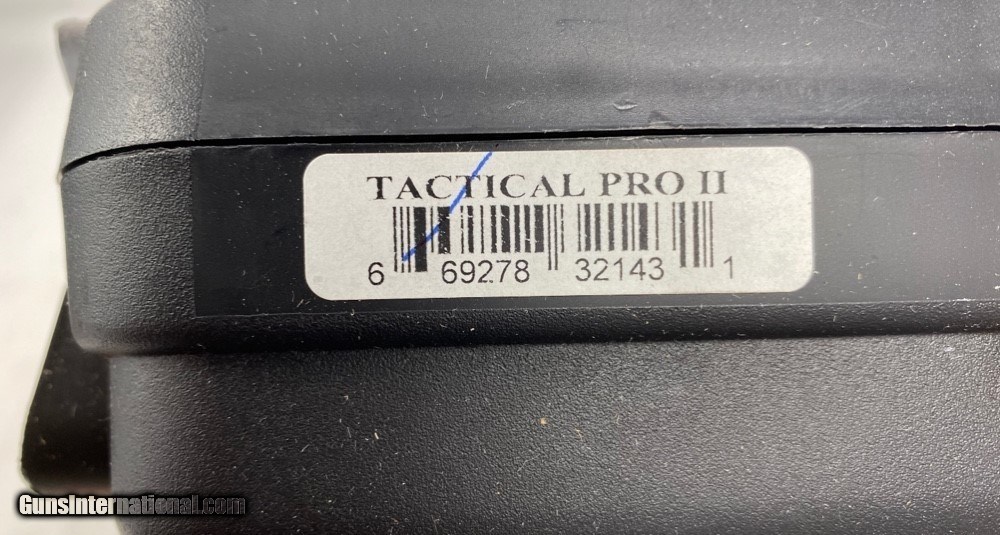 TACTICAL PRO II
6 69278 32143 1
GunsInternational.com